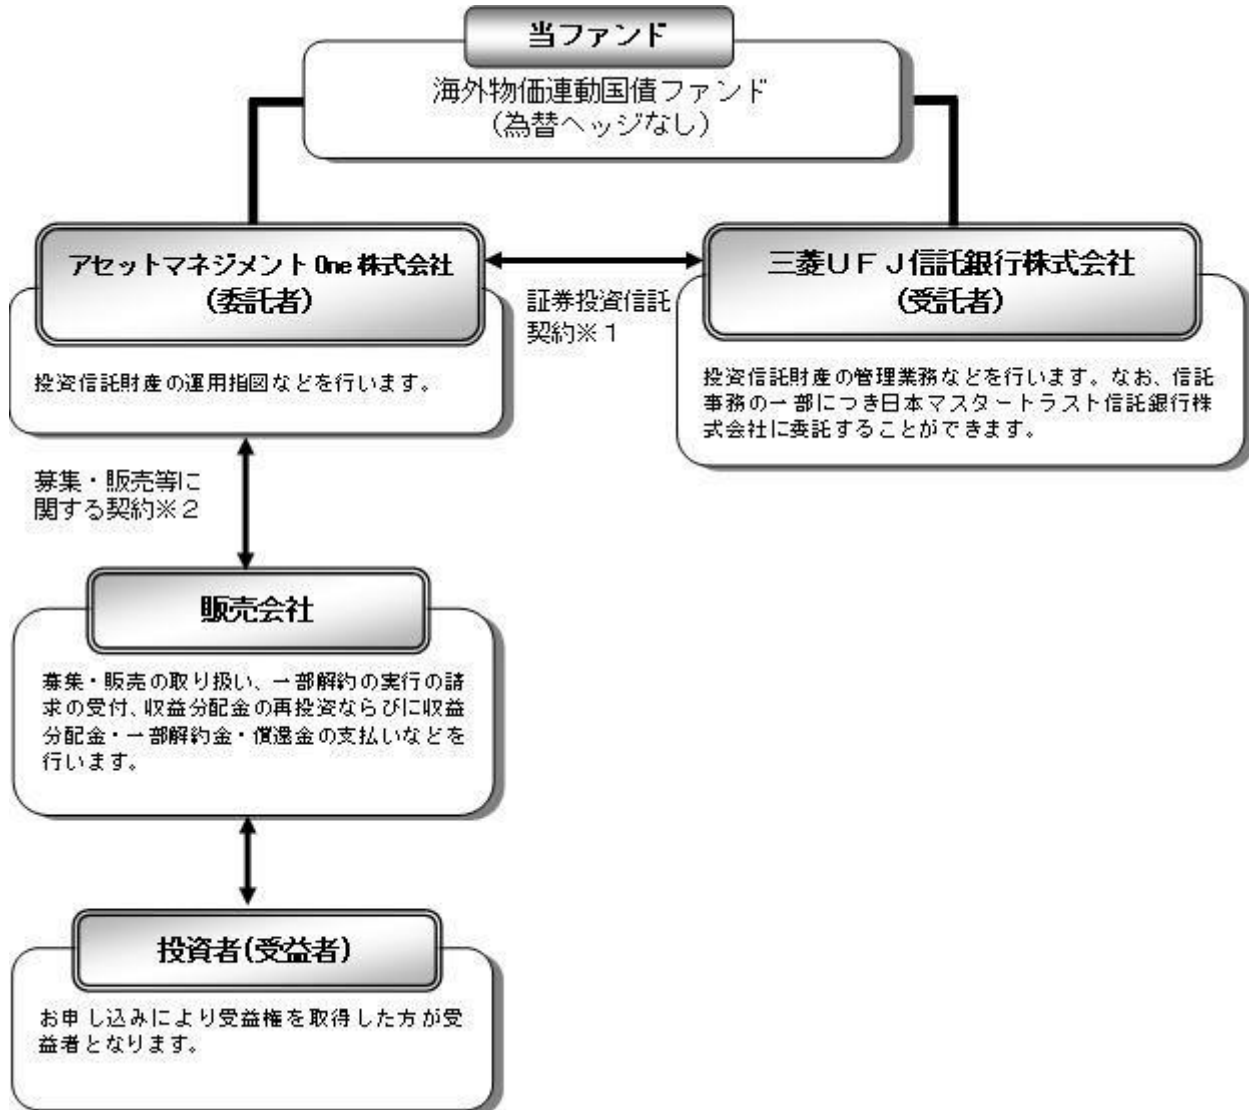 当ファンド
海外物価連動国債ファンド
（為替ヘッジなし）
アセットマネジメント One 株式会社
（委託者）
投資信託財産の運用指図などを行います。
証券投資信託
契約※１
三菱ＵＦＪ信託銀行株式会社
（受託者）
投資信託財産の管理業務などを行います。なお、信託
事務の一部につき日本マスタートラスト信託銀行株
式会社に委託することができます。
募集・販売等に
関する契約※２
販売会社
募集・販売の取り扱い、一部解約の実行の請
求の受付、収益分配金の再投資ならびに収益
分配金・一部解約金・償還金の支払いなどを
行います。
投資者(受益者)
お申し込みにより受益権を取得した方が受
益者となります。